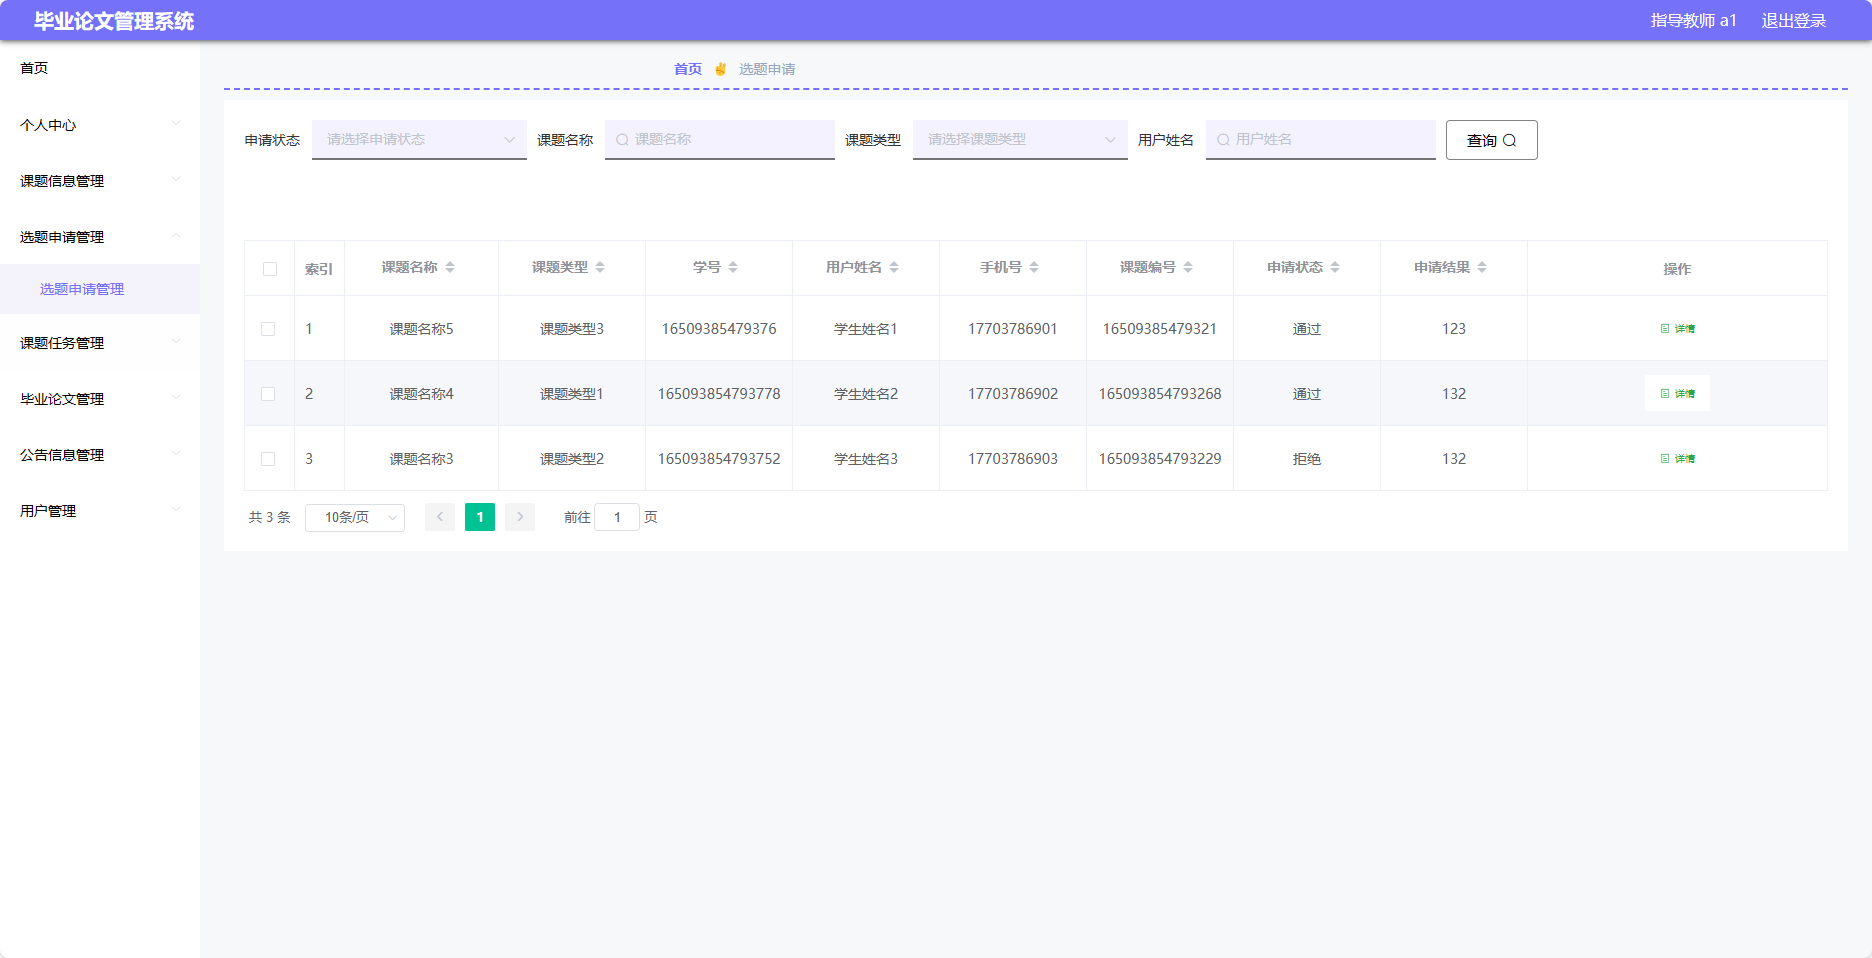 毕业论文管理系统
指导教师 a1 退出登录
首页
个人中心
课题信息管理
选题申请管理
选题申请管理
课题任务管理
毕业论文管理
公告信息管理
用户管理
首页 选题申请
申请状态 请选择申请状态 课题名称 课题名称 课题类型 请选择课题类型 用户姓名 用户姓名 查询
索引 课题名称 课题类型 学号 用户姓名 手机号 课题编号 申请状态 申请结果 操作
1 课题名称5 课题类型3 16509385479376 学生姓名1 17703786901 16509385479321 通过 123 详情
2 课题名称4 课题类型1 165093854793778 学生姓名2 17703786902 165093854793268 通过 132 详情
3 课题名称3 课题类型2 165093854793752 学生姓名3 17703786903 165093854793229 拒绝 132 详情
共 3 条 10条/页 1 前往 1 页